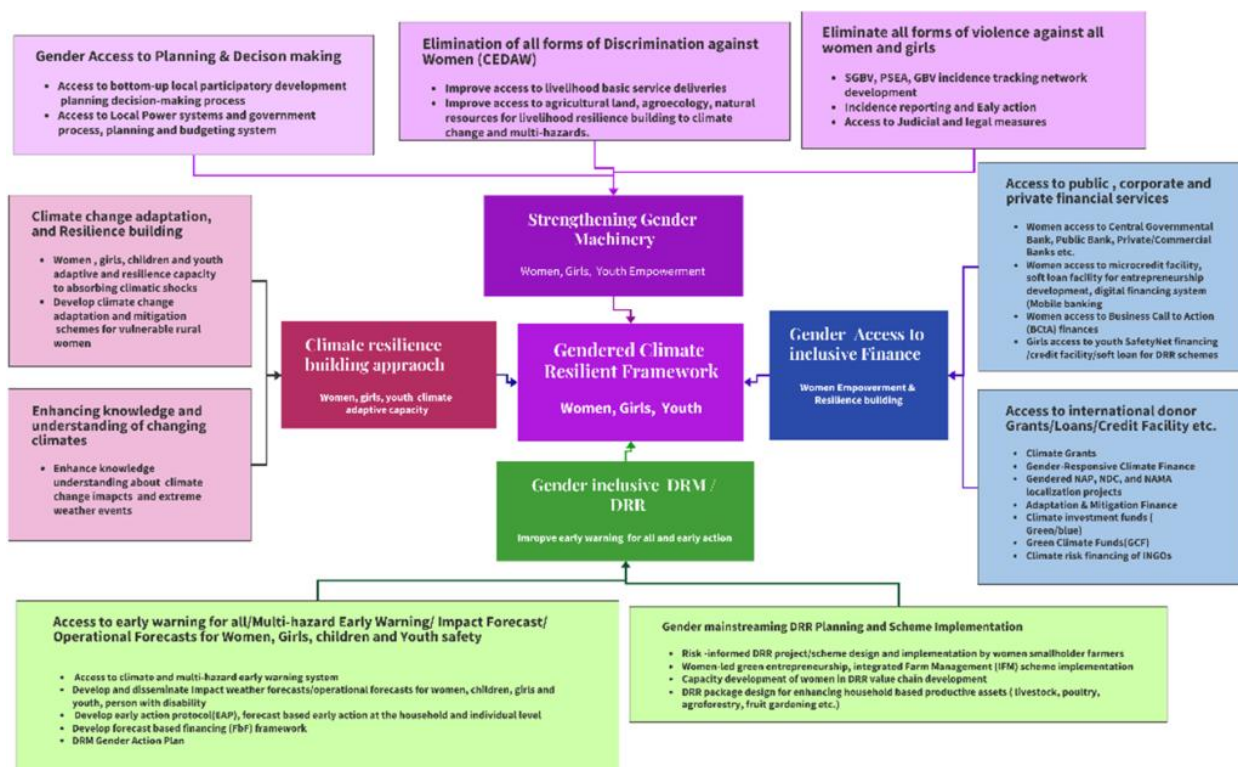 Gender Access to Planning & Decison making
• Access to bottom-up local participatory development
planning decision-making process
• Access to Local Power systems and government
process, planning and budgeting system
Elimination of all forms of Discrimination against
Women (CEDAW)
• Improve access to livelihood basic service deliveries
• Improve access to agricultural land, agroecology, natural
resources for livelihood resilience building to climate
change and multi-hazards.
Eliminate all forms of violence against all
women and girls
• SGBV, PSEA, GBV incidence tracking network
development
• Incidence reporting and Ealy action
• Access to Judicial and legal measures
Climate change adaptation,
and Resilience building
• Women , girls, children and youth
adaptive and resilience capacity
to absorbing climatic shocks
• Develop climate change
adaptation and mitigation
schemes for vulnerable rural
women
Strengthening Gender
Machinery
Women, Girls, Youth Empowerment
Access to public , corporate and
private financial services
• Women access to Central Governmental
Bank, Public Bank, Private/Commercial
Banks etc.
• Women access to microcredit facility,
soft loan facility for entrepreneurship
development, digital financing system
(Mobile banking
• Women access to Business Call to Action
(BCtA) finances
• Girls access to youth SafetyNet financing
/credit facility/soft loan for DRR schemes
Climate resilience
building appraoch
Women, girls, youth climate
adaptive capacity
Gendered Climate
Resilient Framework
Women, Girls, Youth
Gender Access to
inclusive Finance
Women Empowerment &
Resilience building
Enhancing knowledge and
understanding of changing
climates
• Enhance knowledge
understanding about climate
change imapcts and extreme
weather events
Gender inclusive DRM /
DRR
Imropve early warning for all and early action
Access to international donor
Grants/Loans/Credit Facility etc.
• Climate Grants
• Gender-Responsive Climate Finance
• Gendered NAP, NDC, and NAMA
localization projects
• Adaptation & Mitigation Finance
• Climate investment funds (
Green/blue)
• Green Climate Funds(GCF)
• Climate risk financing of INGOs
Access to early warning for all/Multi-hazard Early Warning/ Impact Forecast/
Operational Forecasts for Women, Girls, children and Youth safety
• Access to climate and multi-hazard early warning system
• Develop and disseminate Impact weather forecasts/operational forecasts for women, children, girls and
youth, person with disability
• Develop early action protocol(EAP), forecast based early action at the household and individual level
• Develop forecast based financing (FbF) framework
• DRM Gender Action Plan
Gender mainstreaming DRR Planning and Scheme Implementation
• Risk -informed DRR project/scheme design and implementation by women smallholder farmers
• Women-led green entrepreneurship, integrated Farm Management (IFM) scheme implementation
• Capacity development of women in DRR value chain development
• DRR package design for enhancing household based productive assets ( livestock, poultry,
agroforestry, fruit gardening etc.)